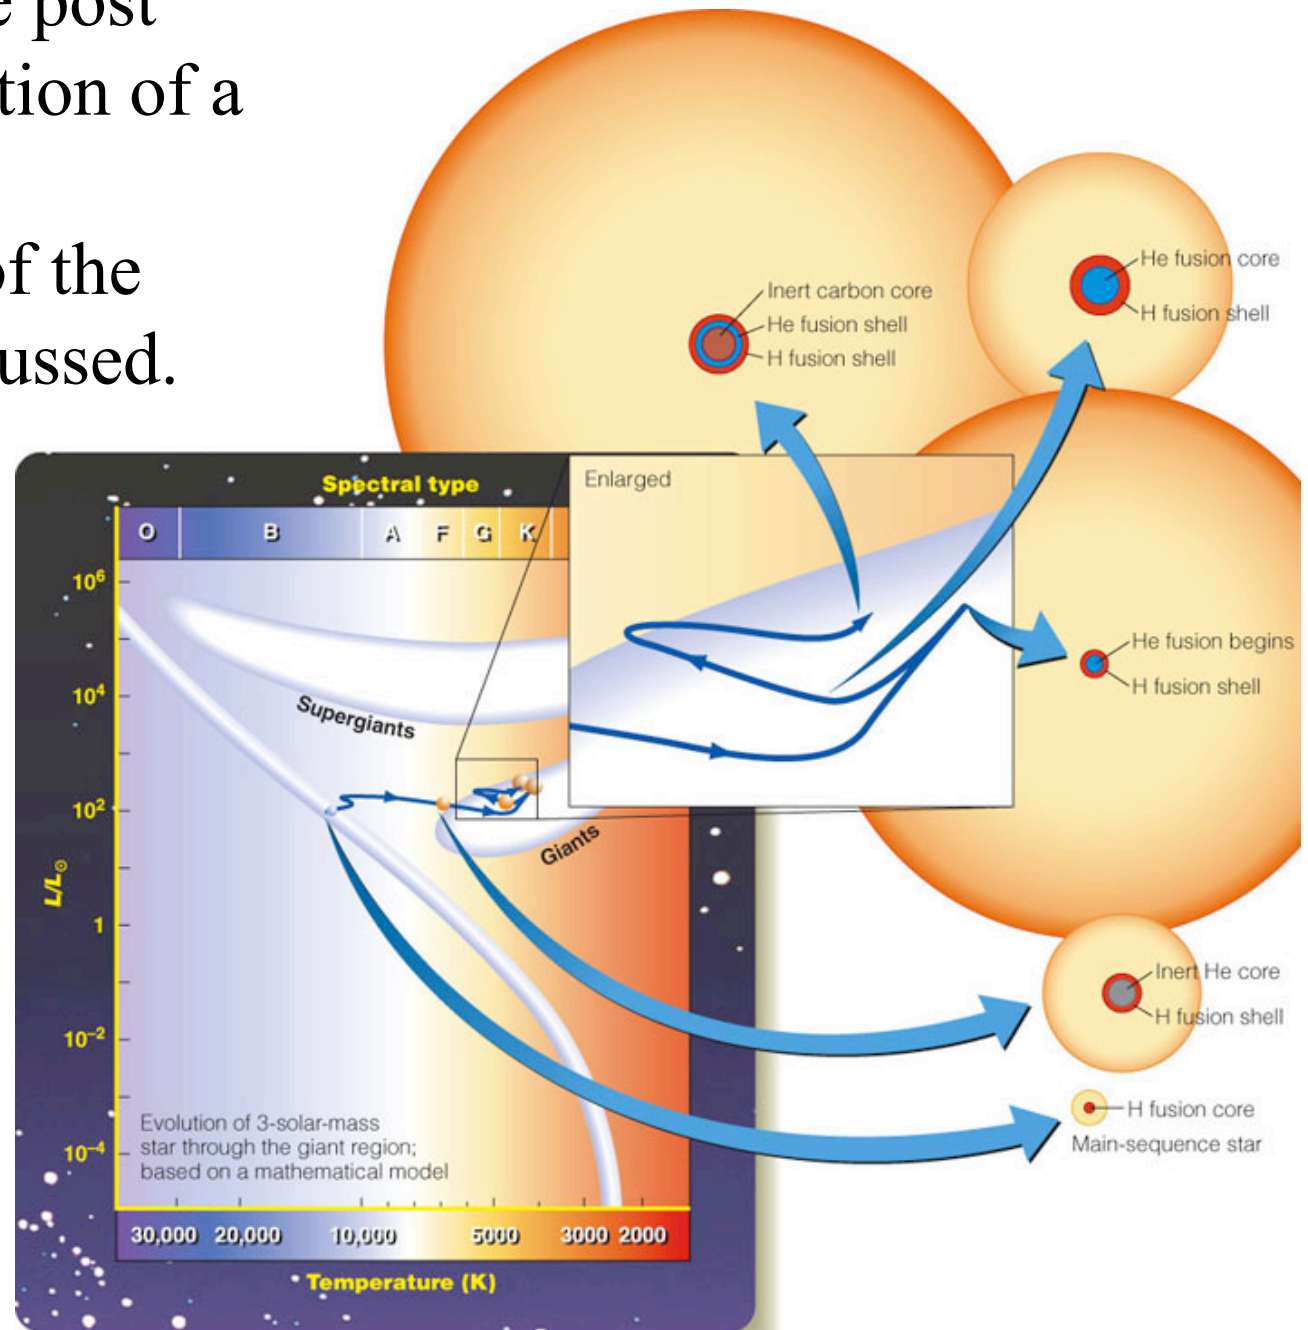 e post
tion of a
of the
ussed.
Inert carbon core
He fusion shell
H fusion shell
He fusion core
H fusion shell
Enlarged
Spectral type
O B A F G K
10⁶
10⁴
10²
1
10⁻²
10⁻⁴
L/L☉
Supergiants
Giants
He fusion begins
H fusion shell
Inert He core
H fusion shell
H fusion core
Main-sequence star
Evolution of 3-solar-mass
star through the giant region;
based on a mathematical model
30,000 20,000 10,000 5000 3000 2000
Temperature (K)